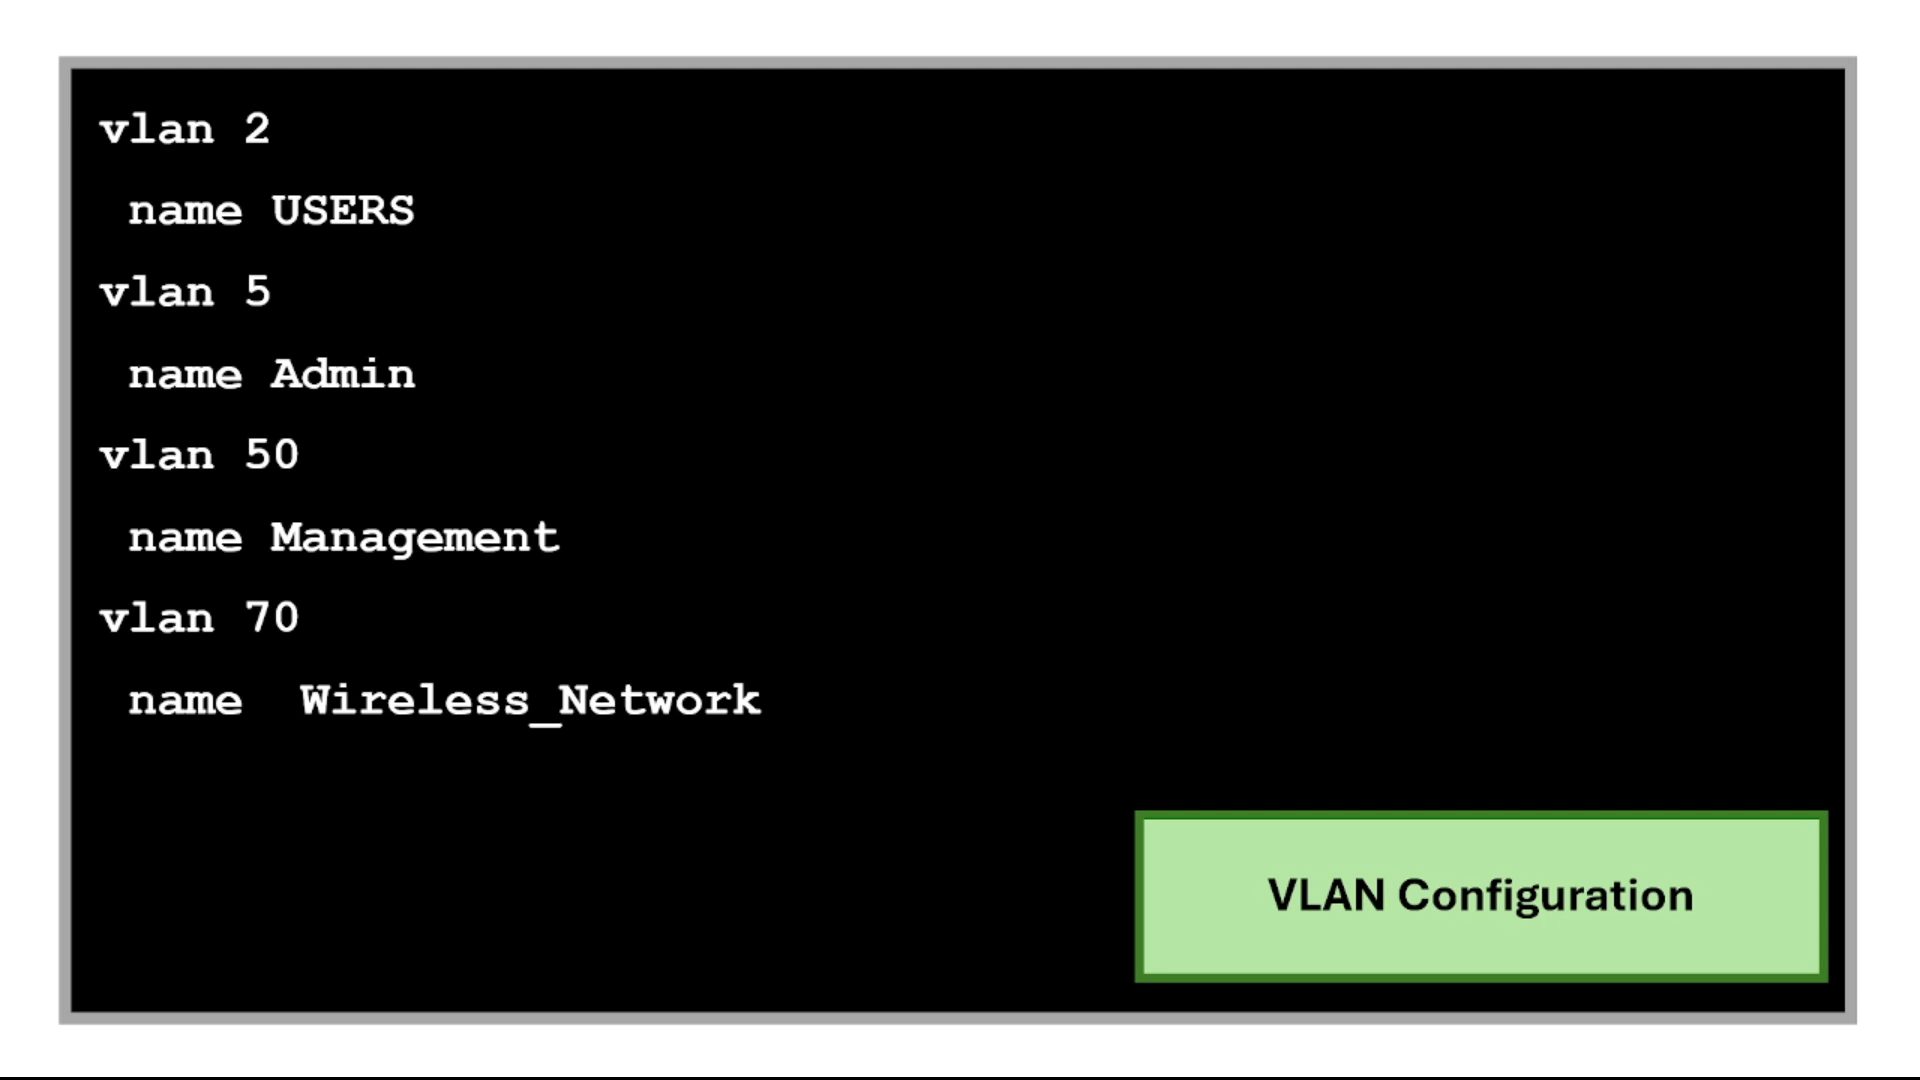 vlan 2
 name USERS
vlan 5
 name Admin
vlan 50
 name Management
vlan 70
 name  Wireless_Network
VLAN Configuration